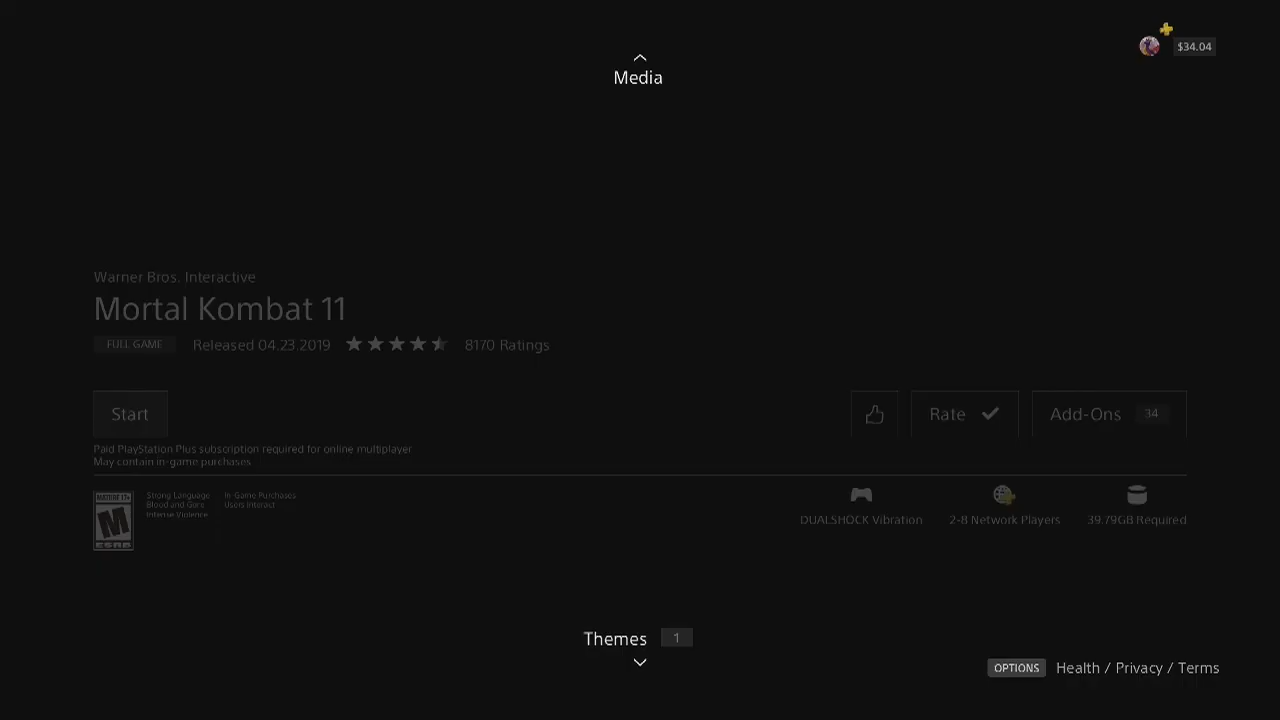 $34.04
Media
Warner Bros. Interactive
Mortal Kombat 11
FULL GAME Released 04.23.2019 8170 Ratings
Start Rate Add-Ons 34
Paid PlayStation Plus subscription required for online multiplayer
May contain in-game purchases
MATURE 17+
M
ESRB
Strong Language
Blood and Gore
Intense Violence
In-Game Purchases
Users Interact
DUALSHOCK Vibration 2-8 Network Players 39.79GB Required
Themes 1
OPTIONS Health / Privacy / Terms